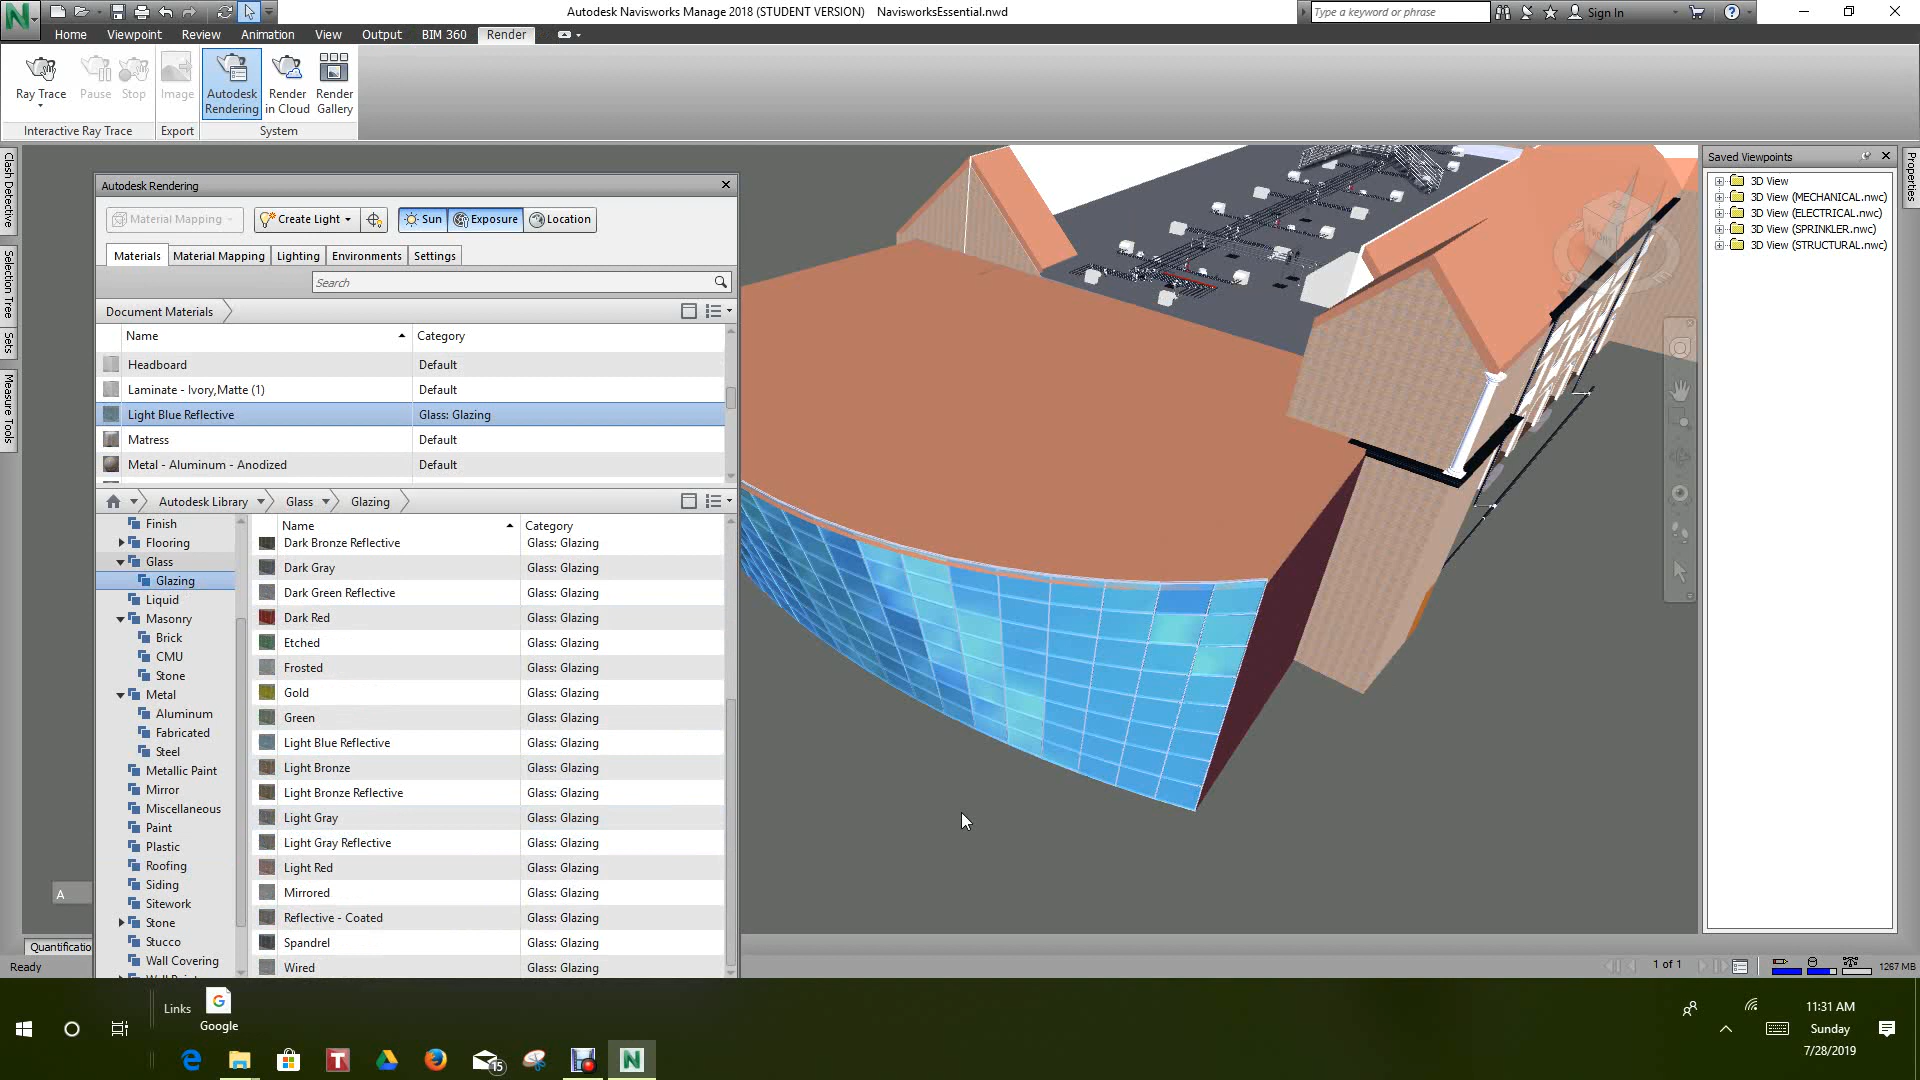 Autodesk Navisworks Manage 2018 (STUDENT VERSION) NavisworksEssential.nwd
Type a keyword or phrase
Sign In
Home Viewpoint Review Animation View Output BIM 360 Render
Ray Trace Pause Stop Image Autodesk Rendering Render in Cloud Render Gallery
Interactive Ray Trace Export System
Clash Detective
Selection Tree
Sets
Measure Tools
Properties
Autodesk Rendering
Material Mapping Create Light Sun Exposure Location
Materials Material Mapping Lighting Environments Settings
Search
Document Materials
Name Category
Headboard Default
Laminate - Ivory,Matte (1) Default
Light Blue Reflective Glass: Glazing
Matress Default
Metal - Aluminum - Anodized Default
Autodesk Library Glass Glazing
Finish
Flooring
Glass
Glazing
Liquid
Masonry
Brick
CMU
Stone
Metal
Aluminum
Fabricated
Steel
Metallic Paint
Mirror
Miscellaneous
Paint
Plastic
Roofing
Siding
Sitework
Stone
Stucco
Wall Covering
Name Category
Dark Bronze Reflective Glass: Glazing
Dark Gray Glass: Glazing
Dark Green Reflective Glass: Glazing
Dark Red Glass: Glazing
Etched Glass: Glazing
Frosted Glass: Glazing
Gold Glass: Glazing
Green Glass: Glazing
Light Blue Reflective Glass: Glazing
Light Bronze Glass: Glazing
Light Bronze Reflective Glass: Glazing
Light Gray Glass: Glazing
Light Gray Reflective Glass: Glazing
Light Red Glass: Glazing
Mirrored Glass: Glazing
Reflective - Coated Glass: Glazing
Spandrel Glass: Glazing
Wired Glass: Glazing
Saved Viewpoints
3D View
3D View (MECHANICAL.nwc)
3D View (ELECTRICAL.nwc)
3D View (SPRINKLER.nwc)
3D View (STRUCTURAL.nwc)
FRONT
A
Quantificatio
Ready
1 of 1
1267 MB
Links
Google
15
11:31 AM
Sunday
7/28/2019